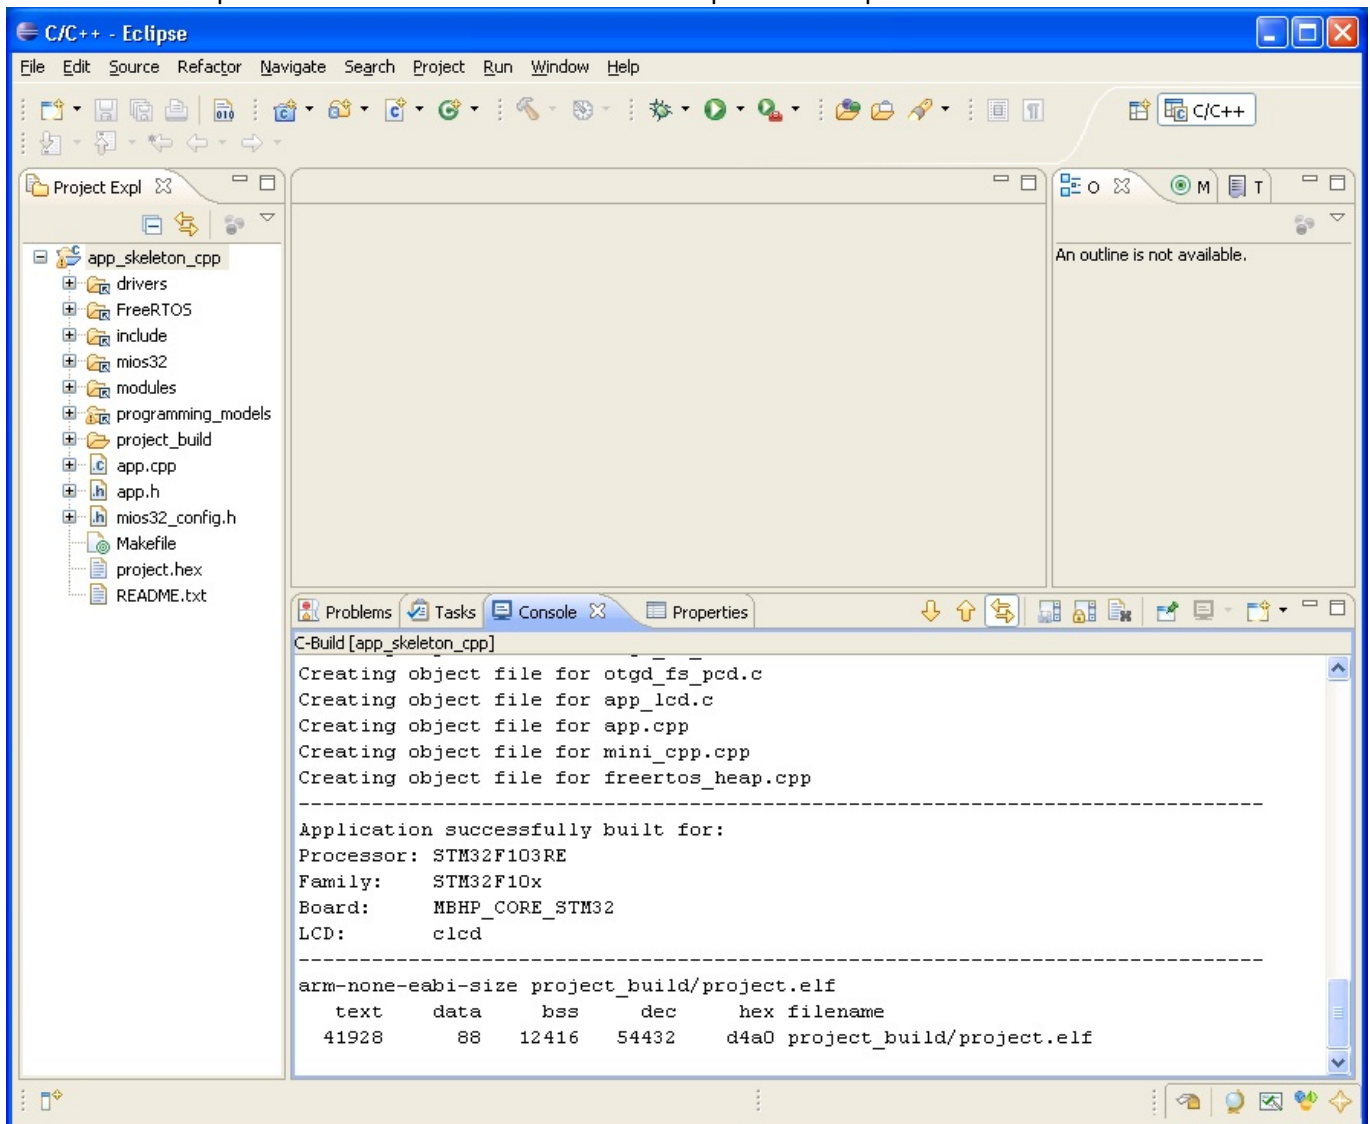 C/C++ - Eclipse
File Edit Source Refactor Navigate Search Project Run Window Help
C/C++
Project Expl
O M T
An outline is not available.
app_skeleton_cpp
drivers
FreeRTOS
include
mios32
modules
programming_models
project_build
app.cpp
app.h
mios32_config.h
Makefile
project.hex
README.txt
Problems Tasks Console Properties
C-Build [app_skeleton_cpp]
Creating object file for otgd_fs_pcd.c
Creating object file for app_lcd.c
Creating object file for app.cpp
Creating object file for mini_cpp.cpp
Creating object file for freertos_heap.cpp
-------------------------------------------------------------------------------
Application successfully built for:
Processor: STM32F103RE
Family: STM32F10x
Board: MBHP_CORE_STM32
LCD: clcd
-------------------------------------------------------------------------------
arm-none-eabi-size project_build/project.elf
text data bss dec hex filename
41928 88 12416 54432 d4a0 project_build/project.elf